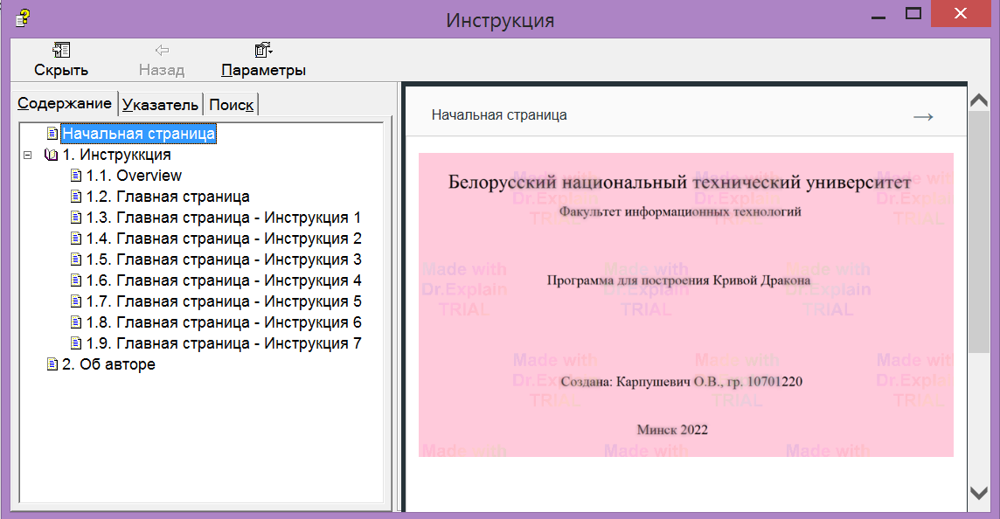 Инструкция
Скрыть
Назад
Параметры
Содержание
Указатель
Поиск
Начальная страница
1. Инструккция
1.1. Overview
1.2. Главная страница
1.3. Главная страница - Инструкция 1
1.4. Главная страница - Инструкция 2
1.5. Главная страница - Инструкция 3
1.6. Главная страница - Инструкция 4
1.7. Главная страница - Инструкция 5
1.8. Главная страница - Инструкция 6
1.9. Главная страница - Инструкция 7
2. Об авторе
Начальная страница
→
Белорусский национальный технический университет
Факультет информационных технологий
Программа для построения Кривой Дракона
Создана: Карпушевич О.В., гр. 10701220
Минск 2022
Made with
Dr.Explain
TRIAL